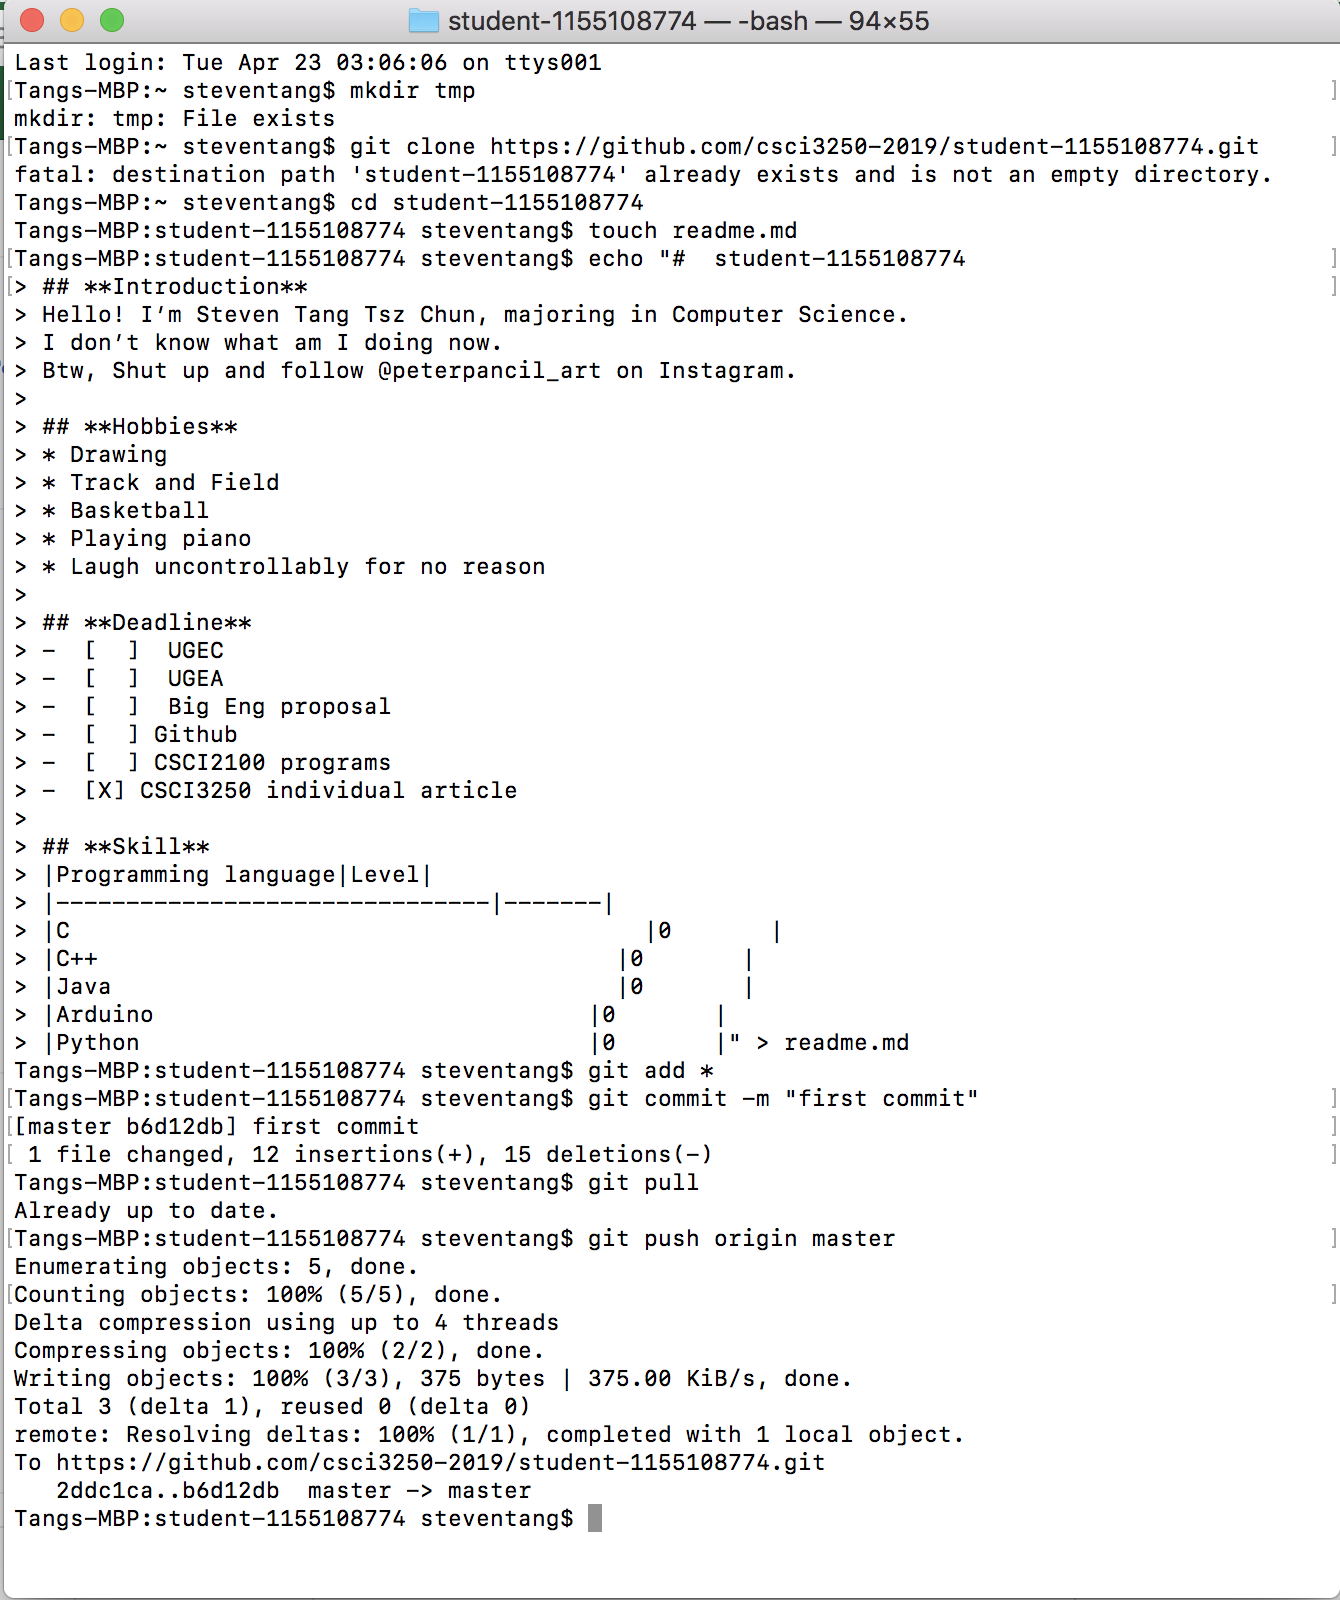 student-1155108774 — -bash — 94×55
Last login: Tue Apr 23 03:06:06 on ttys001
[Tangs-MBP:~ steventang$ mkdir tmp ]
mkdir: tmp: File exists
[Tangs-MBP:~ steventang$ git clone https://github.com/csci3250-2019/student-1155108774.git ]
fatal: destination path 'student-1155108774' already exists and is not an empty directory.
Tangs-MBP:~ steventang$ cd student-1155108774
Tangs-MBP:student-1155108774 steventang$ touch readme.md
[Tangs-MBP:student-1155108774 steventang$ echo "#  student-1155108774 ]
[> ## **Introduction** ]
> Hello! I’m Steven Tang Tsz Chun, majoring in Computer Science.
> I don’t know what am I doing now.
> Btw, Shut up and follow @peterpancil_art on Instagram.
>
> ## **Hobbies**
> * Drawing
> * Track and Field
> * Basketball
> * Playing piano
> * Laugh uncontrollably for no reason
>
> ## **Deadline**
> -  [  ]  UGEC
> -  [  ]  UGEA
> -  [  ]  Big Eng proposal
> -  [  ] Github
> -  [  ] CSCI2100 programs
> -  [X] CSCI3250 individual article
>
> ## **Skill**
> |Programming language|Level|
> |-------------------------------|-------|
> |C                                         |0       |
> |C++                                     |0       |
> |Java                                    |0       |
> |Arduino                               |0       |
> |Python                                |0       |" > readme.md
Tangs-MBP:student-1155108774 steventang$ git add *
[Tangs-MBP:student-1155108774 steventang$ git commit -m "first commit" ]
[[master b6d12db] first commit ]
[ 1 file changed, 12 insertions(+), 15 deletions(-) ]
Tangs-MBP:student-1155108774 steventang$ git pull
Already up to date.
[Tangs-MBP:student-1155108774 steventang$ git push origin master ]
Enumerating objects: 5, done.
[Counting objects: 100% (5/5), done. ]
Delta compression using up to 4 threads
Compressing objects: 100% (2/2), done.
Writing objects: 100% (3/3), 375 bytes | 375.00 KiB/s, done.
Total 3 (delta 1), reused 0 (delta 0)
remote: Resolving deltas: 100% (1/1), completed with 1 local object.
To https://github.com/csci3250-2019/student-1155108774.git
   2ddc1ca..b6d12db  master -> master
Tangs-MBP:student-1155108774 steventang$